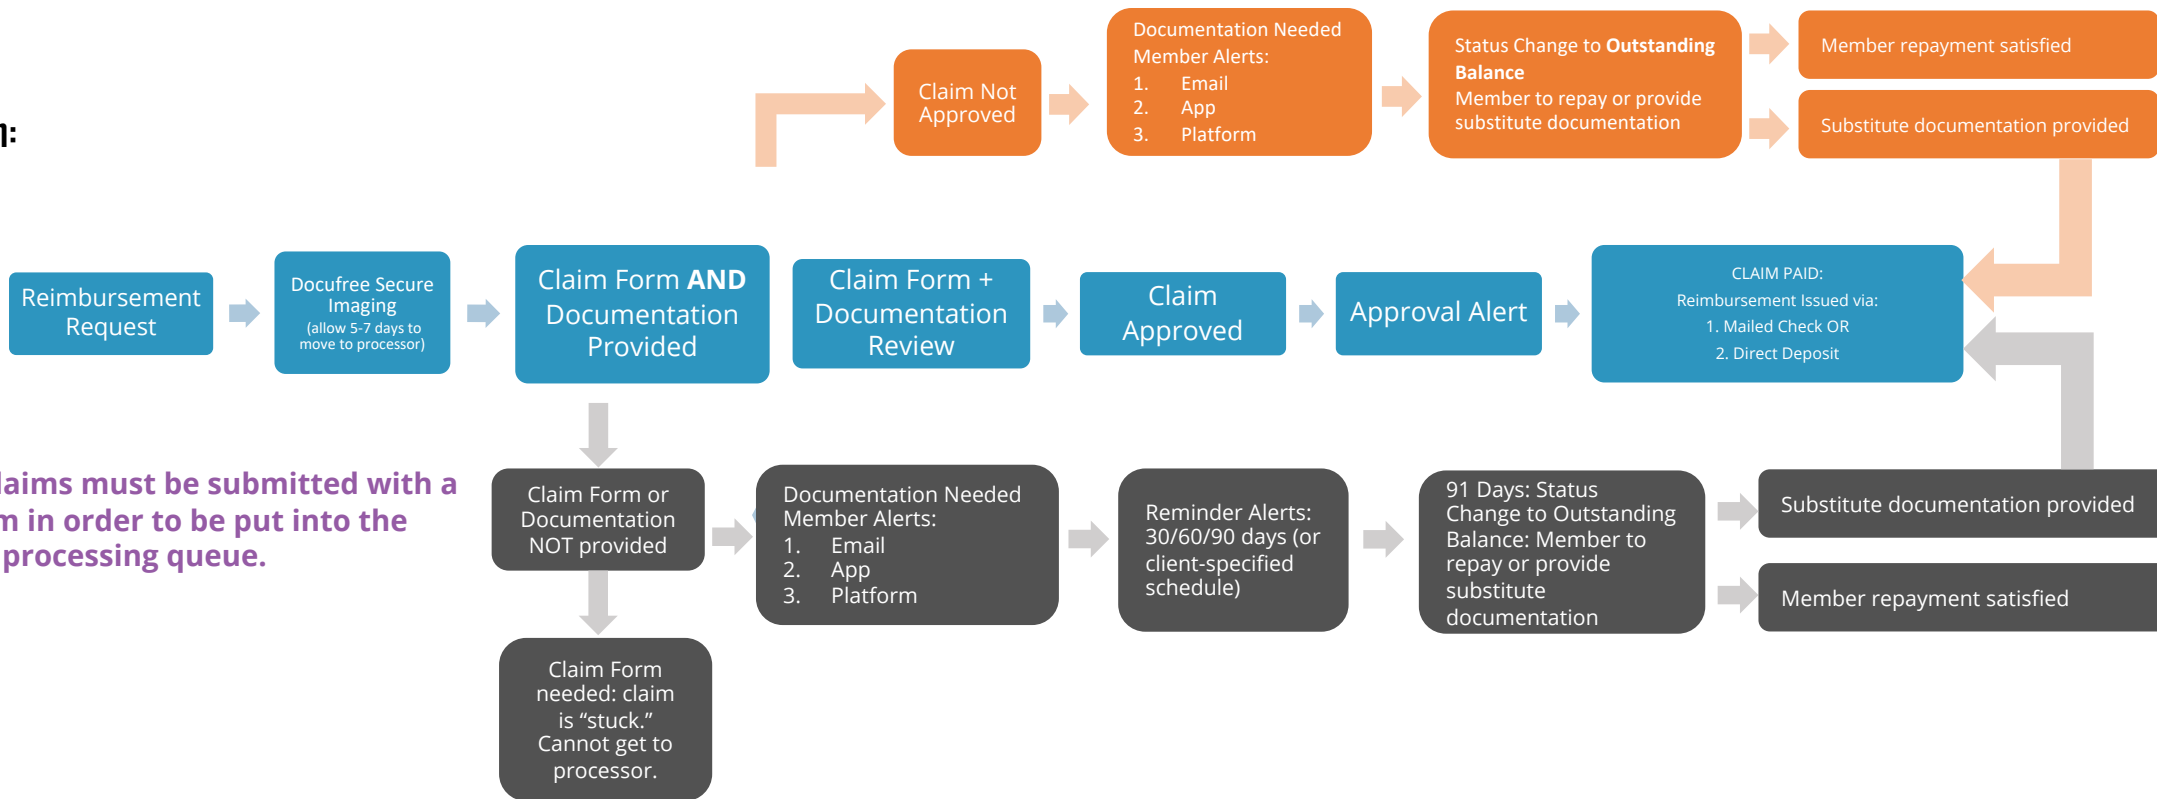 Claim Not
Approved
Documentation Needed
Member Alerts:
1. Email
2. App
3. Platform
Status Change to Outstanding
Balance
Member to repay or provide
substitute documentation
Member repayment satisfied
Substitute documentation provided
Reimbursement
Request
Docufree Secure
Imaging
(allow 5-7 days to
move to processor)
Claim Form AND
Documentation
Provided
Claim Form +
Documentation
Review
Claim
Approved
Approval Alert
CLAIM PAID:
Reimbursement Issued via:
1. Mailed Check OR
2. Direct Deposit
must be submitted with a
in order to be put into the
processing queue.
Claim Form or
Documentation
NOT provided
Documentation Needed
Member Alerts:
1. Email
2. App
3. Platform
Reminder Alerts:
30/60/90 days (or
client-specified
schedule)
91 Days: Status
Change to Outstanding
Balance: Member to
repay or provide
substitute
documentation
Substitute documentation provided
Member repayment satisfied
Claim Form
needed: claim
is “stuck.”
Cannot get to
processor.